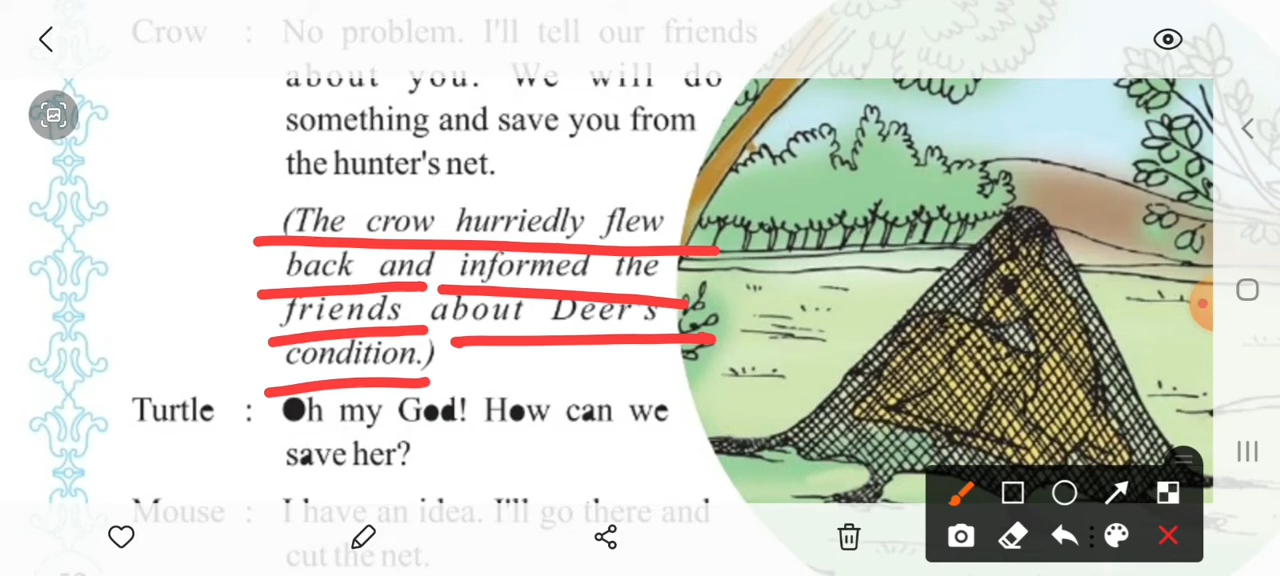 Crow : No problem. I'll tell our friends
about you. We will do
something and save you from
the hunter's net.
(The crow hurriedly flew
back and informed the
friends about Deer's
condition.)
Turtle : Oh my God! How can we
save her?
Mouse : I have an idea. I'll go there and
cut the net.